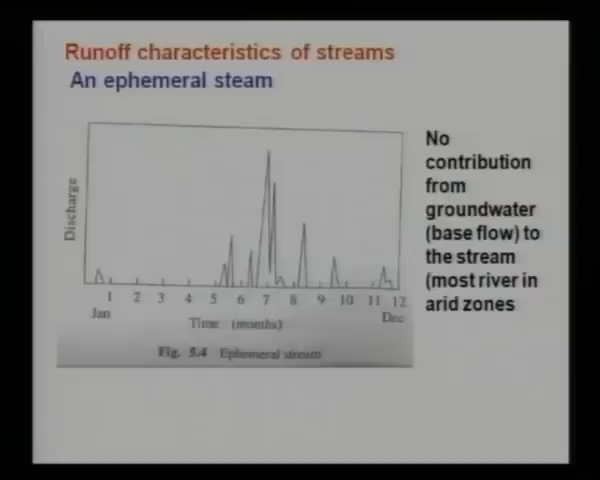 Runoff characteristics of streams
An ephemeral steam
No
contribution
from
groundwater
(base flow) to
the stream
(most river in
arid zones
Discharge
1 2 3 4 5 6 7 8 9 10 11 12
Jan Dec
Time (months)
Fig. 5.4 Ephemeral stream